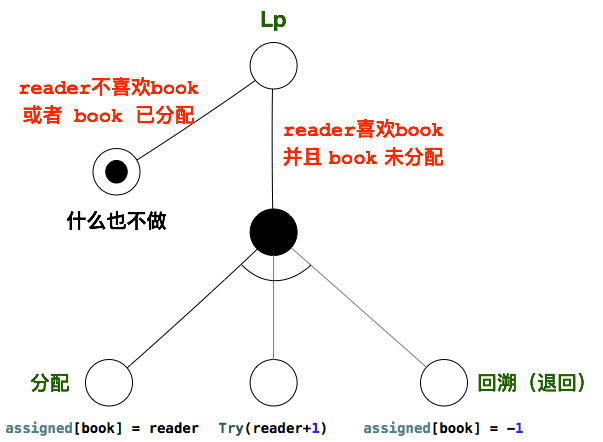 Lp
reader不喜欢book
或者 book 已分配
reader喜欢book
并且 book 未分配
什么也不做
分配
回溯（退回）
assigned[book] = reader
Try(reader+1)
assigned[book] = -1